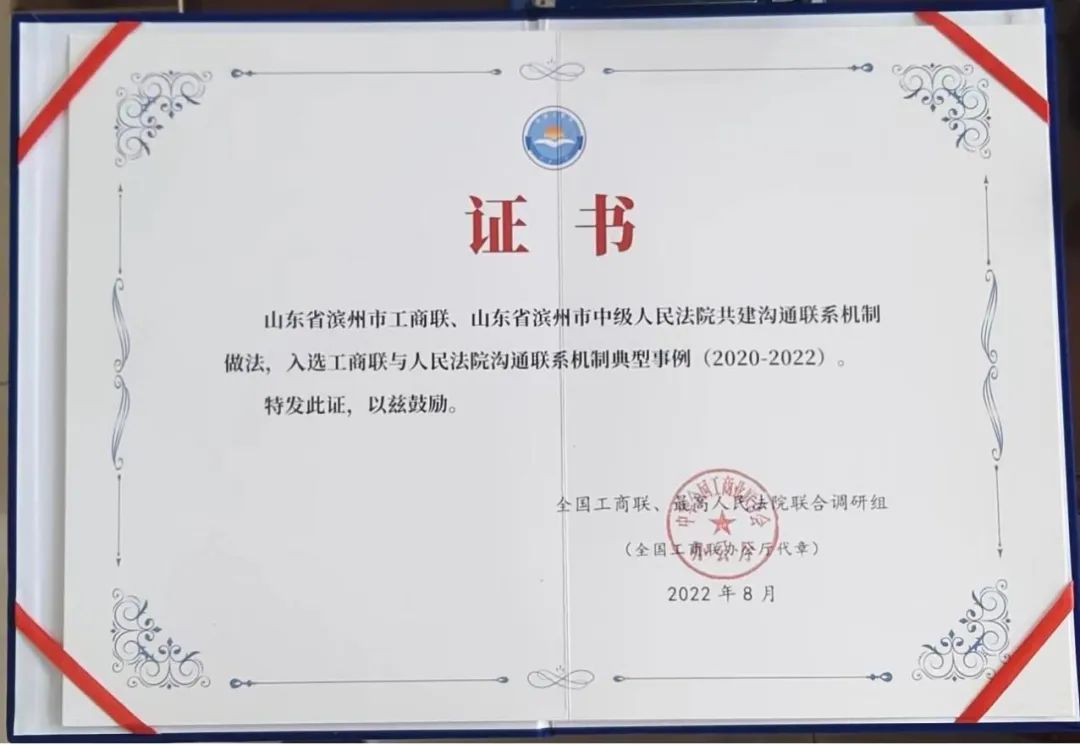 证书
山东省滨州市工商联、山东省滨州市中级人民法院共建沟通联系机制
做法，入选工商联与人民法院沟通联系机制典型事例（2020-2022）。
特发此证，以兹鼓励。
全国工商联、最高人民法院联合调研组
（全国工商联办公厅代章）
2022年8月